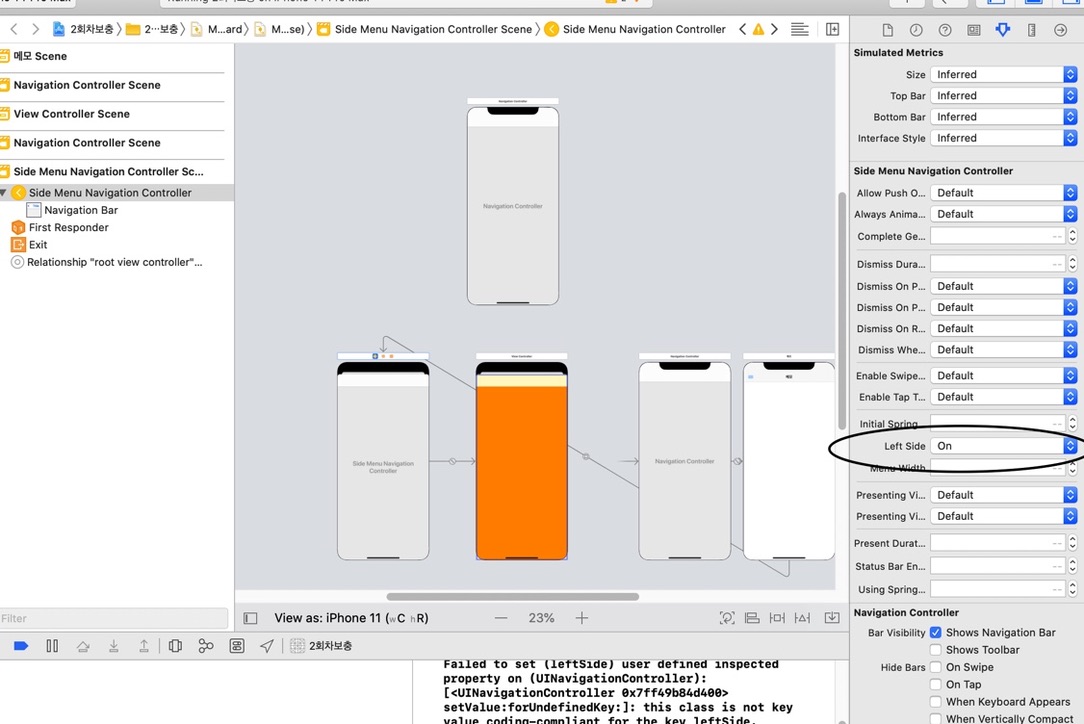 2회차보충
2···보충
M...ard
M...se)
Side Menu Navigation Controller Scene
Side Menu Navigation Controller
메모 Scene
Navigation Controller Scene
View Controller Scene
Navigation Controller Scene
Side Menu Navigation Controller Sc...
Side Menu Navigation Controller
Navigation Bar
First Responder
Exit
Relationship "root view controller"...
Filter
Navigation Controller
Navigation Controller
View Controller
Navigation Controller
메모
메모
Side Menu Navigation
Controller
Navigation Controller
View as: iPhone 11 (wC hR)
23%
2회차보충
Failed to set (leftSide) user defined inspected
property on (UINavigationController):
[<UINavigationController 0x7ff49b84d400>
setValue:forUndefinedKey:]: this class is not key
value coding-compliant for the key leftSide.
Simulated Metrics
Size Inferred
Top Bar Inferred
Bottom Bar Inferred
Interface Style Inferred
Side Menu Navigation Controller
Allow Push O... Default
Always Anima... Default
Complete Ge... --
Dismiss Dura... --
Dismiss On P... Default
Dismiss On P... Default
Dismiss On R... Default
Dismiss Whe... Default
Enable Swipe... Default
Enable Tap T... Default
Initial Spring... --
Left Side On
Menu Width --
Presenting Vi... Default
Presenting Vi... Default
Present Durat... --
Status Bar En... --
Using Spring... --
Navigation Controller
Bar Visibility Shows Navigation Bar
Shows Toolbar
Hide Bars On Swipe
On Tap
When Keyboard Appears
When Vertically Compact